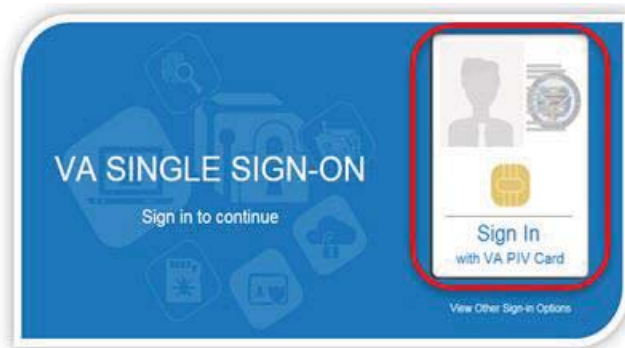 VA SINGLE SIGN-ON
Sign in to continue
Sign In
with VA PIV Card
View Other Sign-in Options